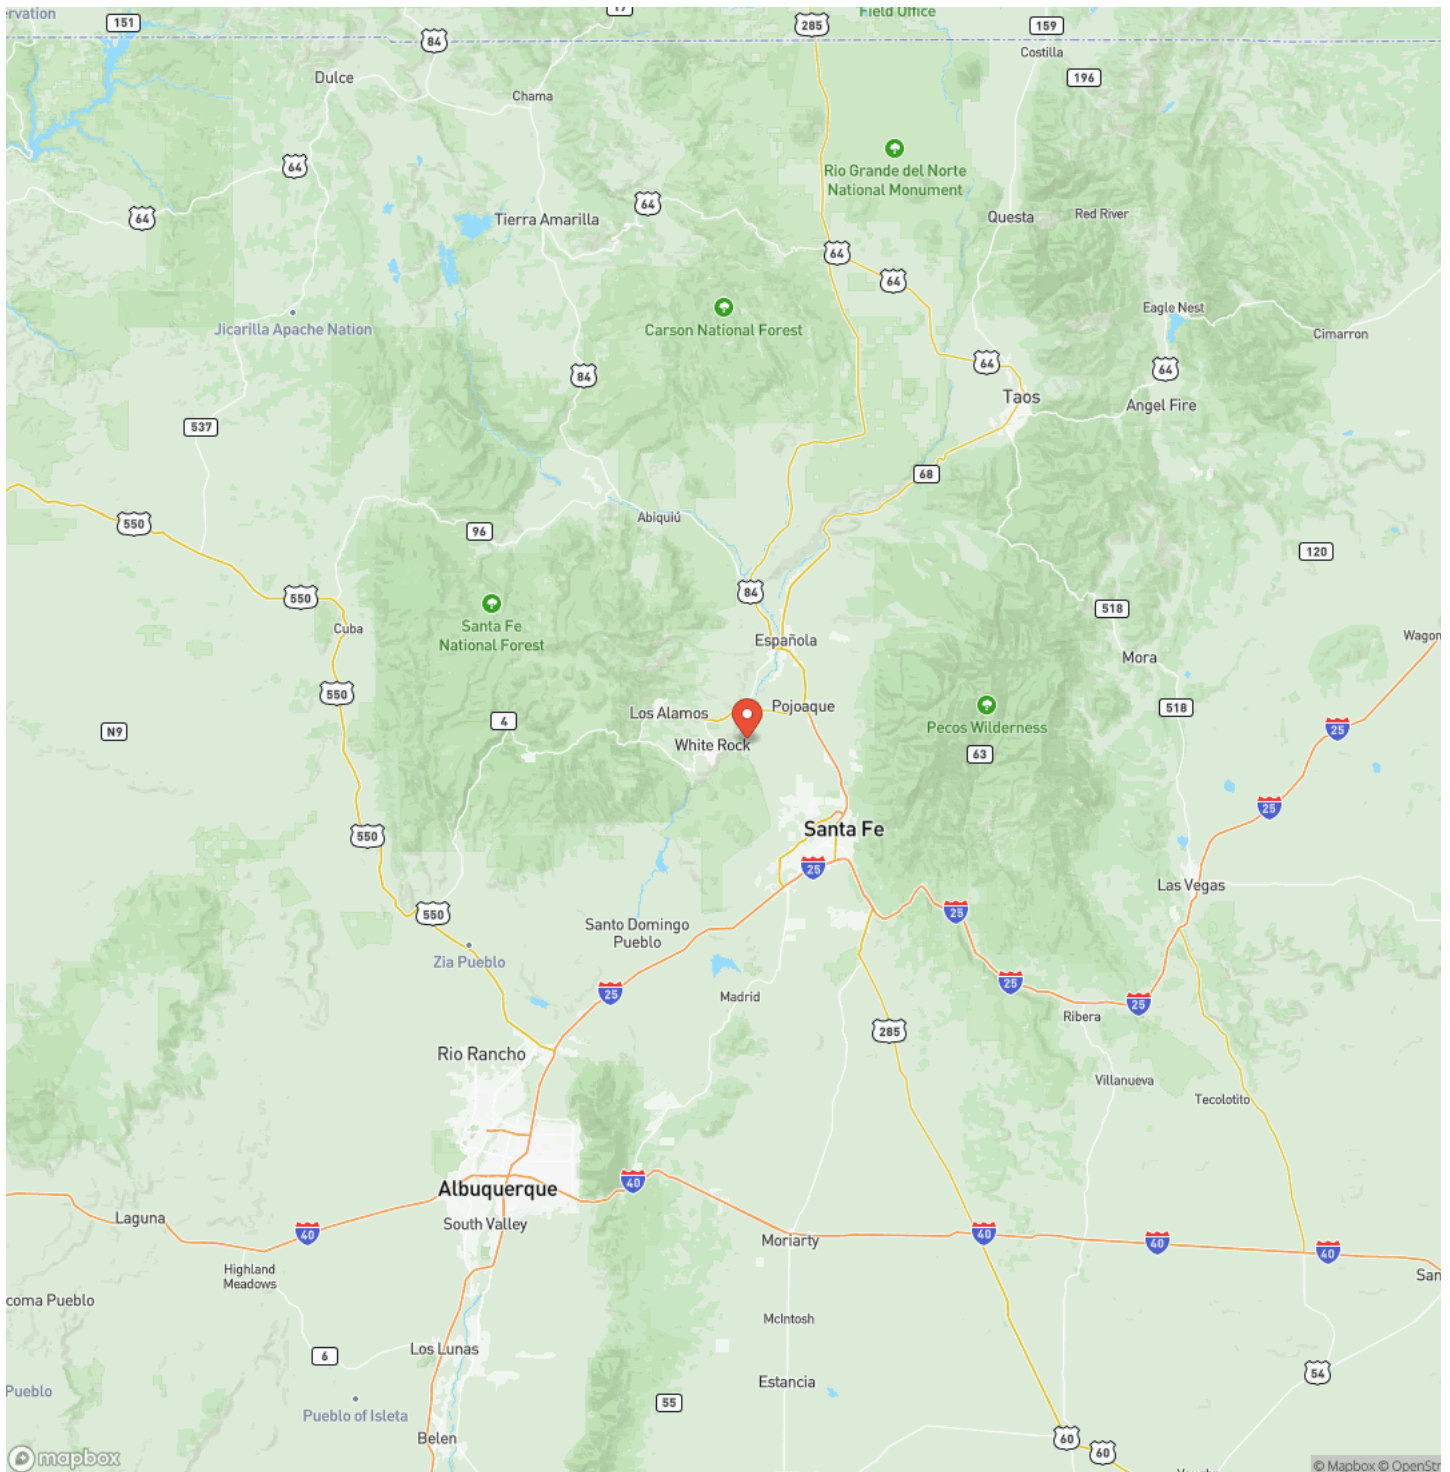 ervation
151
84
17
285
Field Office
159
Costilla
196
Dulce
Chama
64
Rio Grande del Norte
National Monument
64
Tierra Amarilla
64
Questa
Red River
64
64
Jicarilla Apache Nation
Carson National Forest
Eagle Nest
Cimarron
84
64
64
Taos
Angel Fire
537
68
550
96
Abiquiú
120
550
84
518
Cuba
Santa Fe
National Forest
Española
Wagon
Mora
550
Los Alamos
Pojoaque
518
N9
4
White Rock
Pecos Wilderness
63
25
25
550
Santa Fe
25
Las Vegas
550
25
Santo Domingo
Pueblo
Zia Pueblo
25
25
25
Madrid
Ribera
285
Rio Rancho
Villanueva
Tecolotito
40
Albuquerque
Laguna
South Valley
40
Moriarty
40
40
40
Highland
Meadows
San
coma Pueblo
McIntosh
6
Los Lunas
54
Pueblo
Estancia
55
Pueblo of Isleta
Belen
60
60
mapbox
© Mapbox © OpenStr